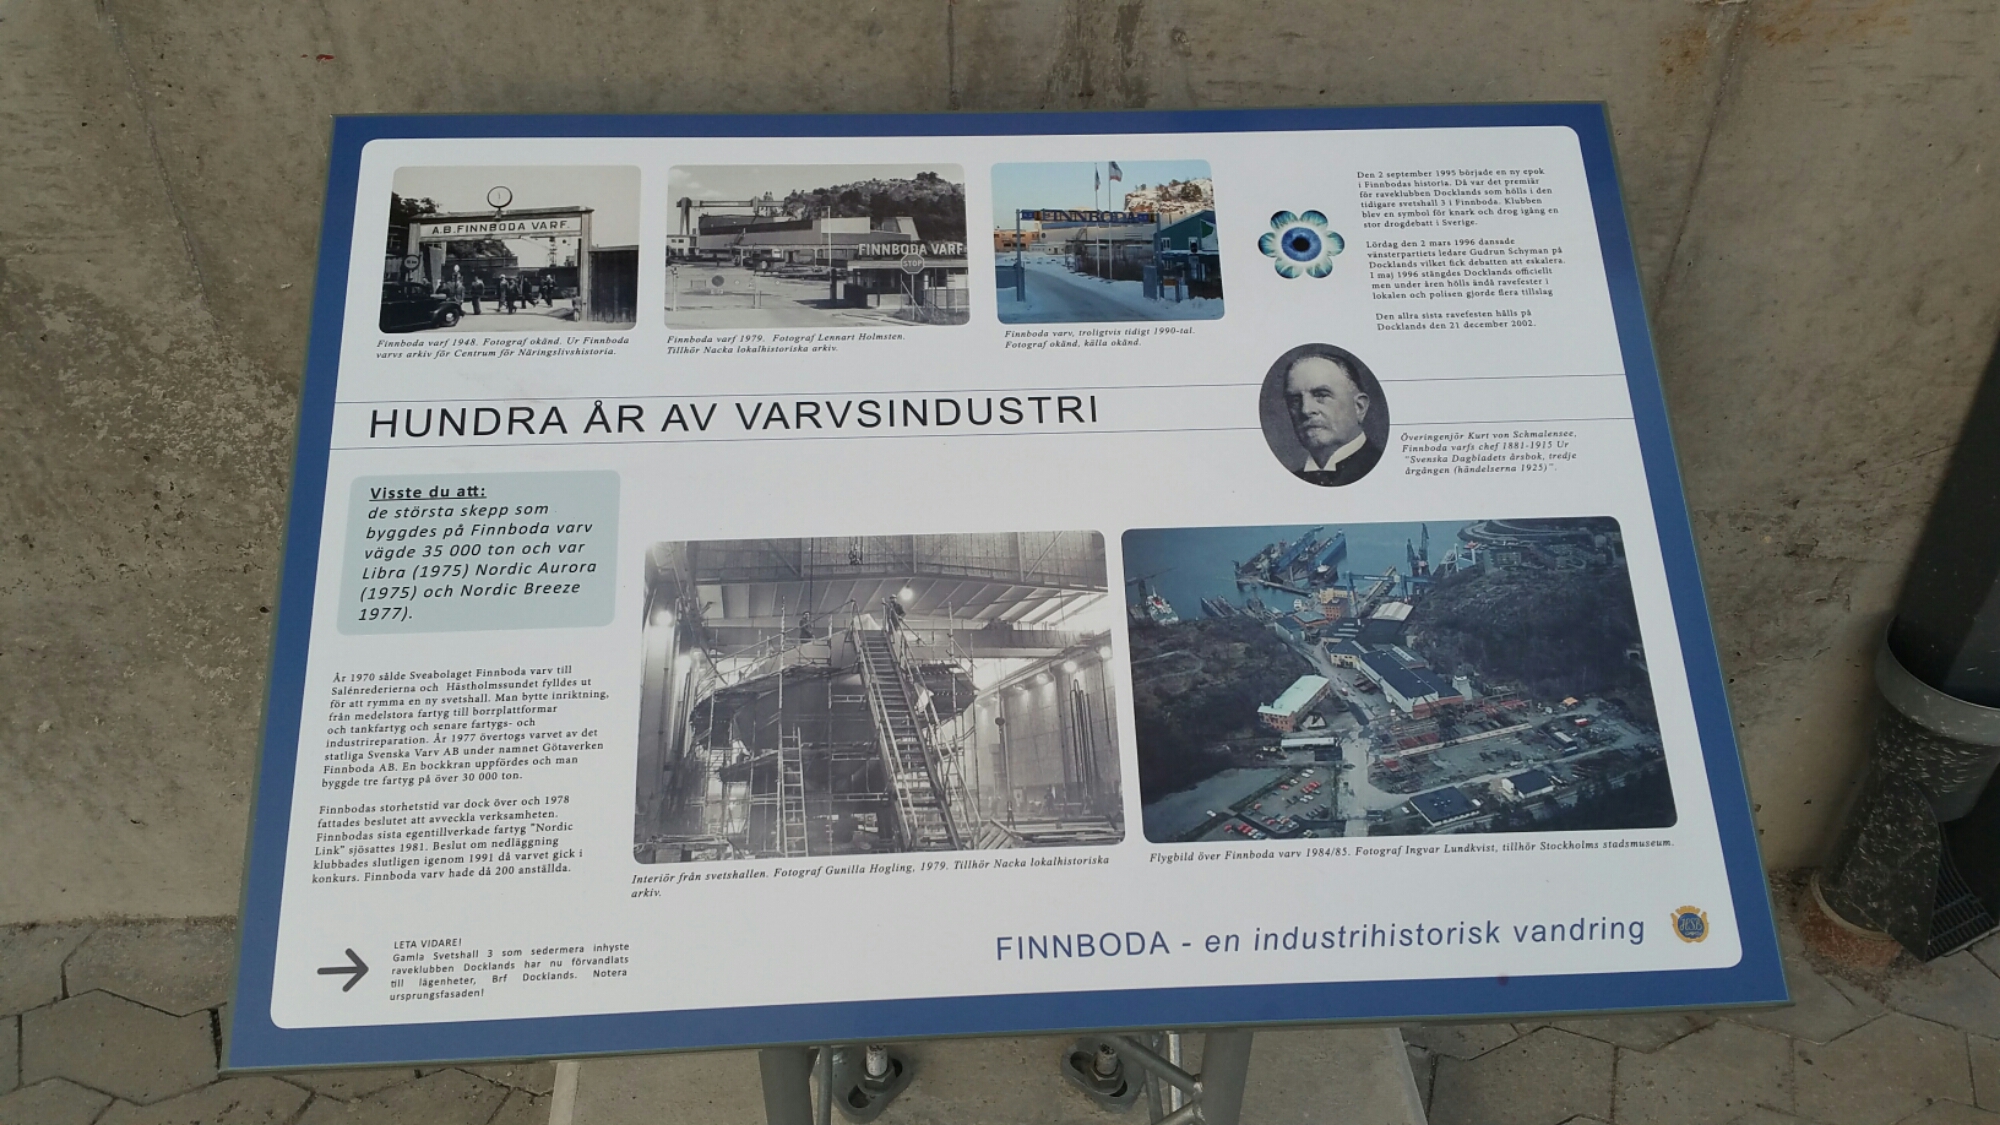 A.B. FINNBODA VARF.
Finnboda varf 1948. Fotograf okänd. Ur Finnboda
varvs arkiv för Centrum för Näringslivshistoria.
FINNBODA VARF
STOP
Finnboda varf 1979. Fotograf Lennart Holmsten.
Tillhör Nacka lokalhistoriska arkiv.
FINNBODA
Finnboda varv, troligtvis tidigt 1990-tal.
Fotograf okänd, källa okänd.
Den 2 september 1995 började en ny epok
i Finnbodas historia. Då var det premiär
för raveklubben Docklands som hölls i den
tidigare svetshall 3 i Finnboda. Klubben
blev en symbol för knark och drog igång en
stor drogdebatt i Sverige.
Lördag den 2 mars 1996 dansade
vänsterpartiets ledare Gudrun Schyman på
Docklands vilket fick debatten att eskalera.
1 maj 1996 stängdes Docklands officiellt
men under åren hölls ändå ravefester i
lokalen och polisen gjorde flera tillslag
Den allra sista ravefesten hålls på
Docklands den 21 december 2002.
HUNDRA ÅR AV VARVSINDUSTRI
Överingenjör Kurt von Schmalensee,
Finnboda varfs chef 1881-1915 Ur
"Svenska Dagbladets årsbok, tredje
årgången (händelserna 1925)".
Visste du att:
de största skepp som
byggdes på Finnboda varv
vägde 35 000 ton och var
Libra (1975) Nordic Aurora
(1975) och Nordic Breeze
1977).
År 1970 sålde Sveabolaget Finnboda varv till
Salénrederierna och Hästholmssundet fylldes ut
för att rymma en ny svetshall. Man bytte inriktning,
från medelstora fartyg till borrplattformar
och tankfartyg och senare fartygs- och
industrireparation. År 1977 övertogs varvet av det
statliga Svenska Varv AB under namnet Götaverken
Finnboda AB. En bockkran uppfördes och man
byggde tre fartyg på över 30 000 ton.
Finnbodas storhetstid var dock över och 1978
fattades beslutet att avveckla verksamheten.
Finnbodas sista egentillverkade fartyg "Nordic
Link" sjösattes 1981. Beslut om nedläggning
klubbades slutligen igenom 1991 då varvet gick i
konkurs. Finnboda varv hade då 200 anställda.
Interiör från svetshallen. Fotograf Gunilla Hogling, 1979. Tillhör Nacka lokalhistoriska
arkiv.
Flygbild över Finnboda varv 1984/85. Fotograf Ingvar Lundkvist, tillhör Stockholms stadsmuseum.
LETA VIDARE!
Gamla Svetshall 3 som sedermera inhyste
raveklubben Docklands har nu förvandlats
till lägenheter, Brf Docklands. Notera
ursprungsfasaden!
FINNBODA - en industrihistorisk vandring
HSB